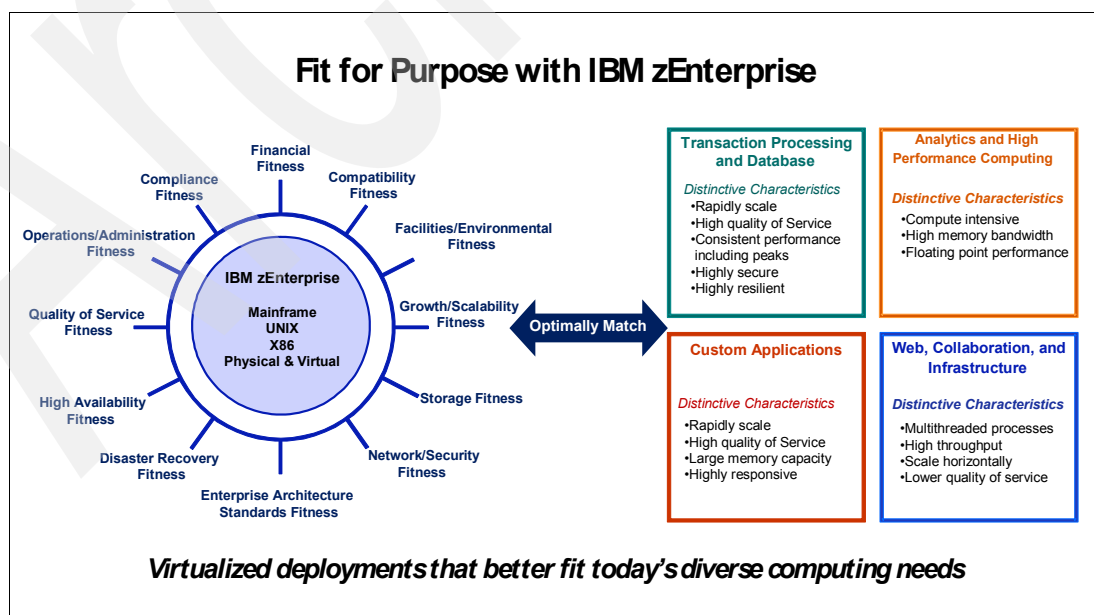 Fit for Purpose with IBM zEnterprise
Financial
Fitness
Compatibility
Fitness
Facilities/Environmental
Fitness
Growth/Scalability
Fitness
Storage Fitness
Network/Security
Fitness
Enterprise Architecture
Standards Fitness
Disaster Recovery
Fitness
High Availability
Fitness
Quality of Service
Fitness
Operations/Administration
Fitness
Compliance
Fitness
IBM zEnterprise
Mainframe
UNIX
X86
Physical & Virtual
Optimally Match
Transaction Processing
and Database
Distinctive Characteristics
•Rapidly scale
•High quality of Service
•Consistent performance
including peaks
•Highly secure
•Highly resilient
Analytics and High
Performance Computing
Distinctive Characteristics
•Compute intensive
•High memory bandwidth
•Floating point performance
Custom Applications
Distinctive Characteristics
•Rapidly scale
•High quality of Service
•Large memory capacity
•Highly responsive
Web, Collaboration, and
Infrastructure
Distinctive Characteristics
•Multithreaded processes
•High throughput
•Scale horizontally
•Lower quality of service
Virtualized deployments that better fit today's diverse computing needs